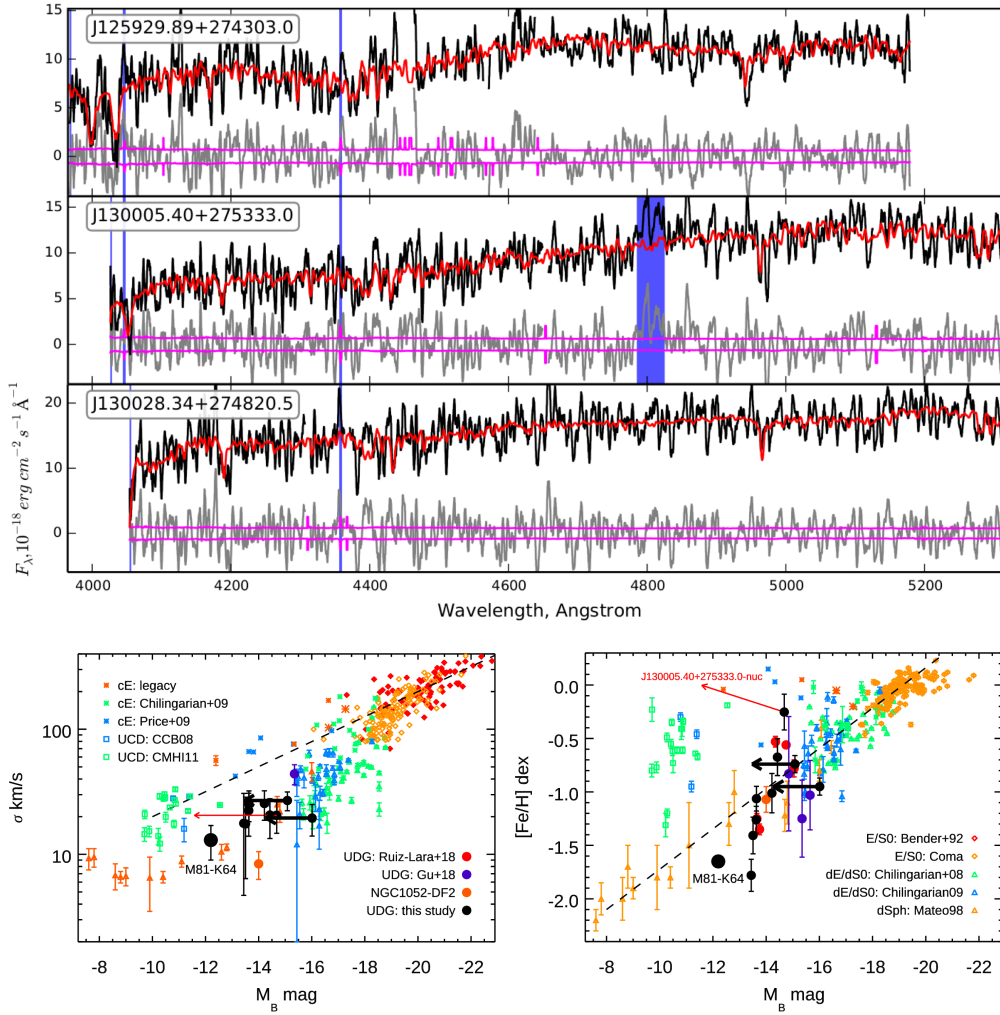 15
J125929.89+274303.0
10
5
0
15
J130005.40+275333.0
10
5
0
20
J130028.34+274820.5
10
0
F_λ, 10^{-18} erg cm^{-2} s^{-1} Å^{-1}
4000 4200 4400 4600 4800 5000 5200
Wavelength, Angstrom
cE: legacy
cE: Chilingarian+09
cE: Price+09
UCD: CCB08
UCD: CMHI11
100
10
σ km/s
M81-K64
UDG: Ruiz-Lara+18
UDG: Gu+18
NGC1052-DF2
UDG: this study
-8 -10 -12 -14 -16 -18 -20 -22
M_B mag
J130005.40+275333.0-nuc
0.0
-0.5
-1.0
-1.5
-2.0
[Fe/H] dex
M81-K64
E/S0: Bender+92
E/S0: Coma
dE/dS0: Chilingarian+08
dE/dS0: Chilingarian09
dSph: Mateo98
-8 -10 -12 -14 -16 -18 -20 -22
M_B mag